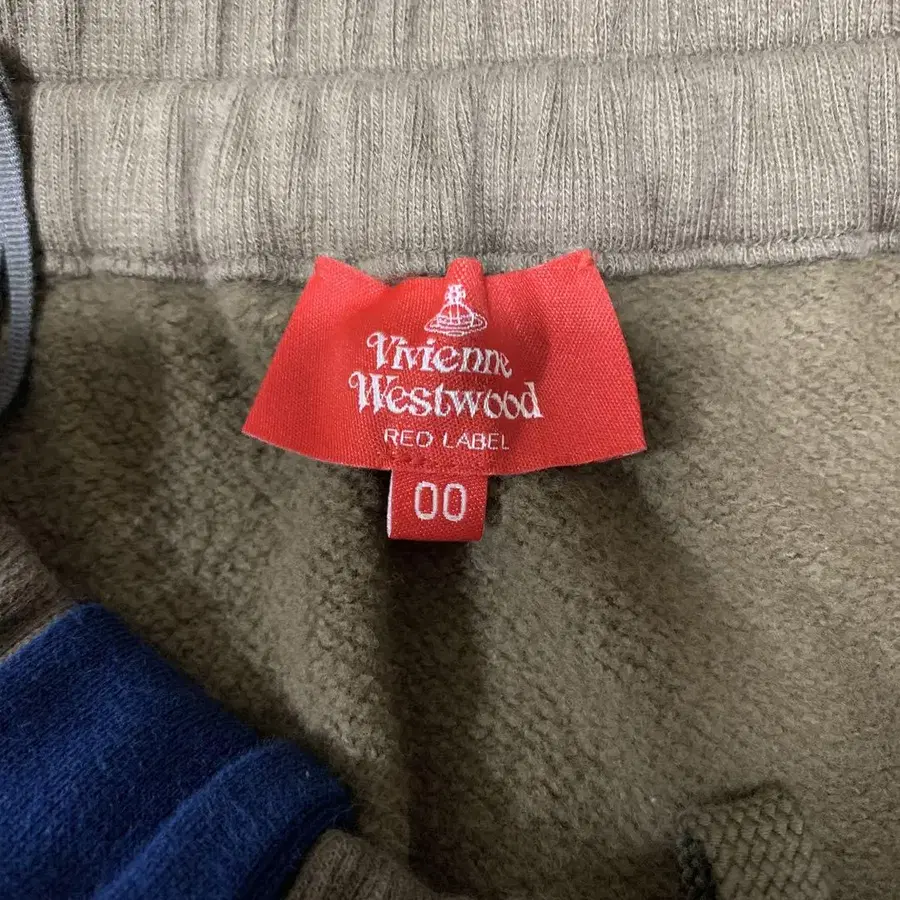 Vivienne
Westwood
RED LABEL
00